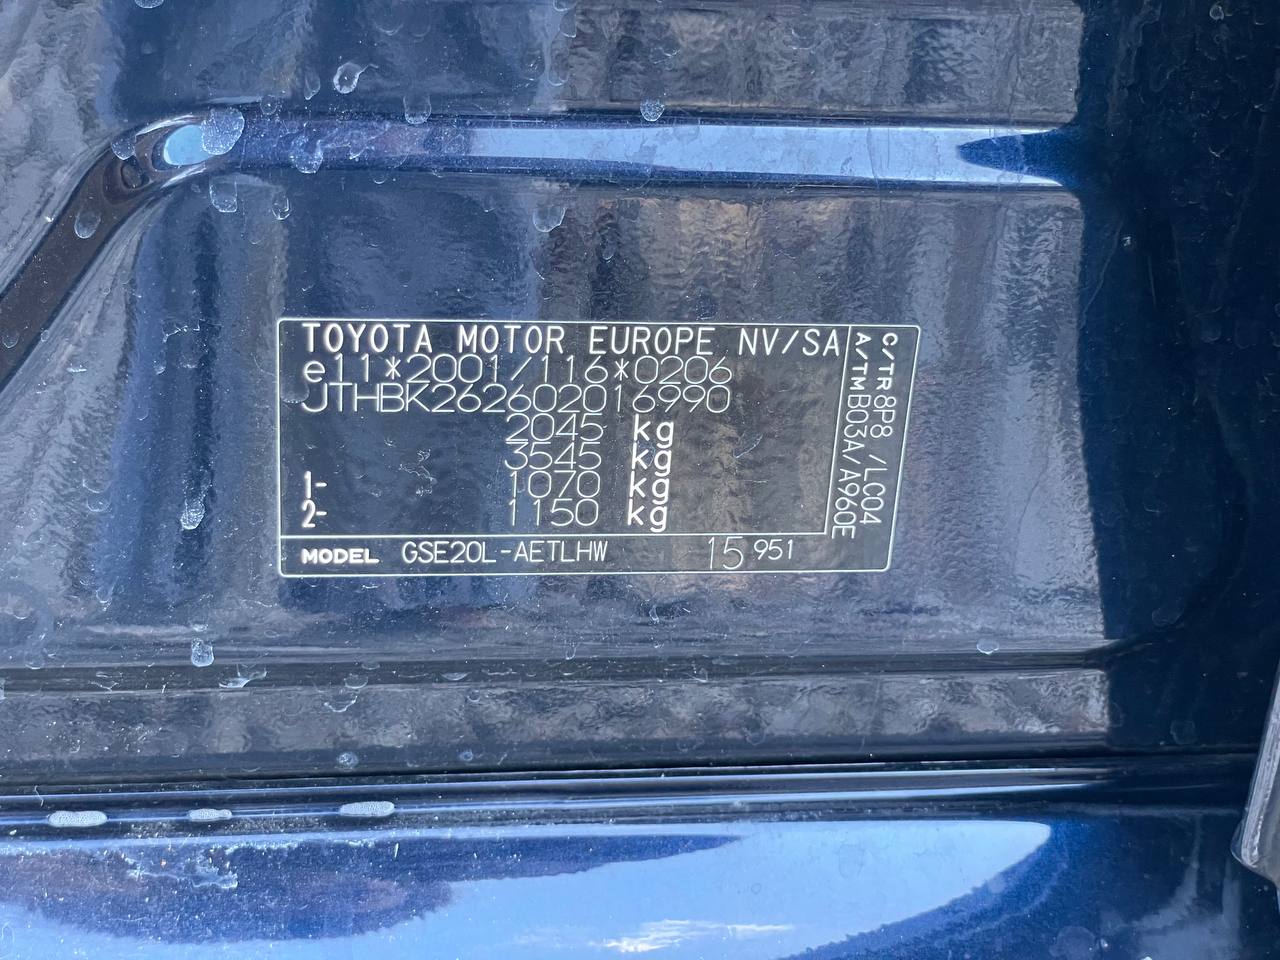 TOYOTA MOTOR EUROPE NV/SA
e11*2001/116*0206
JTHBK262602016990
2045 kg
3545 kg
1- 1070 kg
2- 1150 kg
MODEL GSE20L-AETLHW 15 951
C/TR 8P8 /LC04
A/TM B03A/A960E